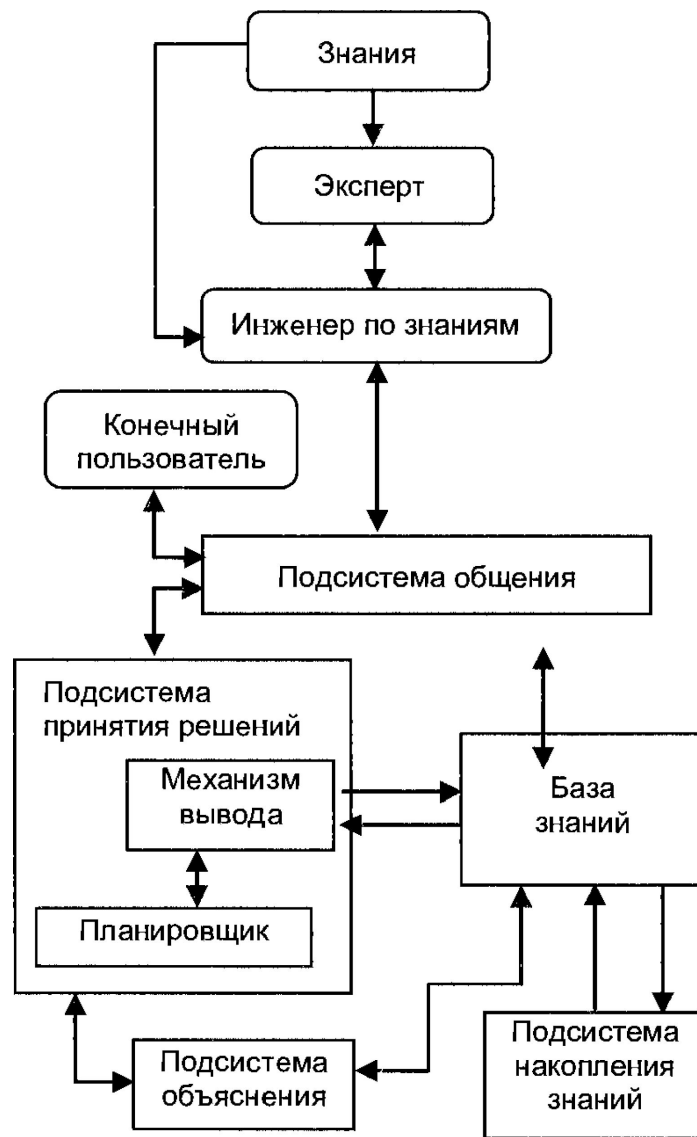 Знания
Эксперт
Инженер по знаниям
Конечный
пользователь
Подсистема общения
Подсистема
принятия решений
Механизм
вывода
Планировщик
База
знаний
Подсистема
объяснения
Подсистема
накопления
знаний